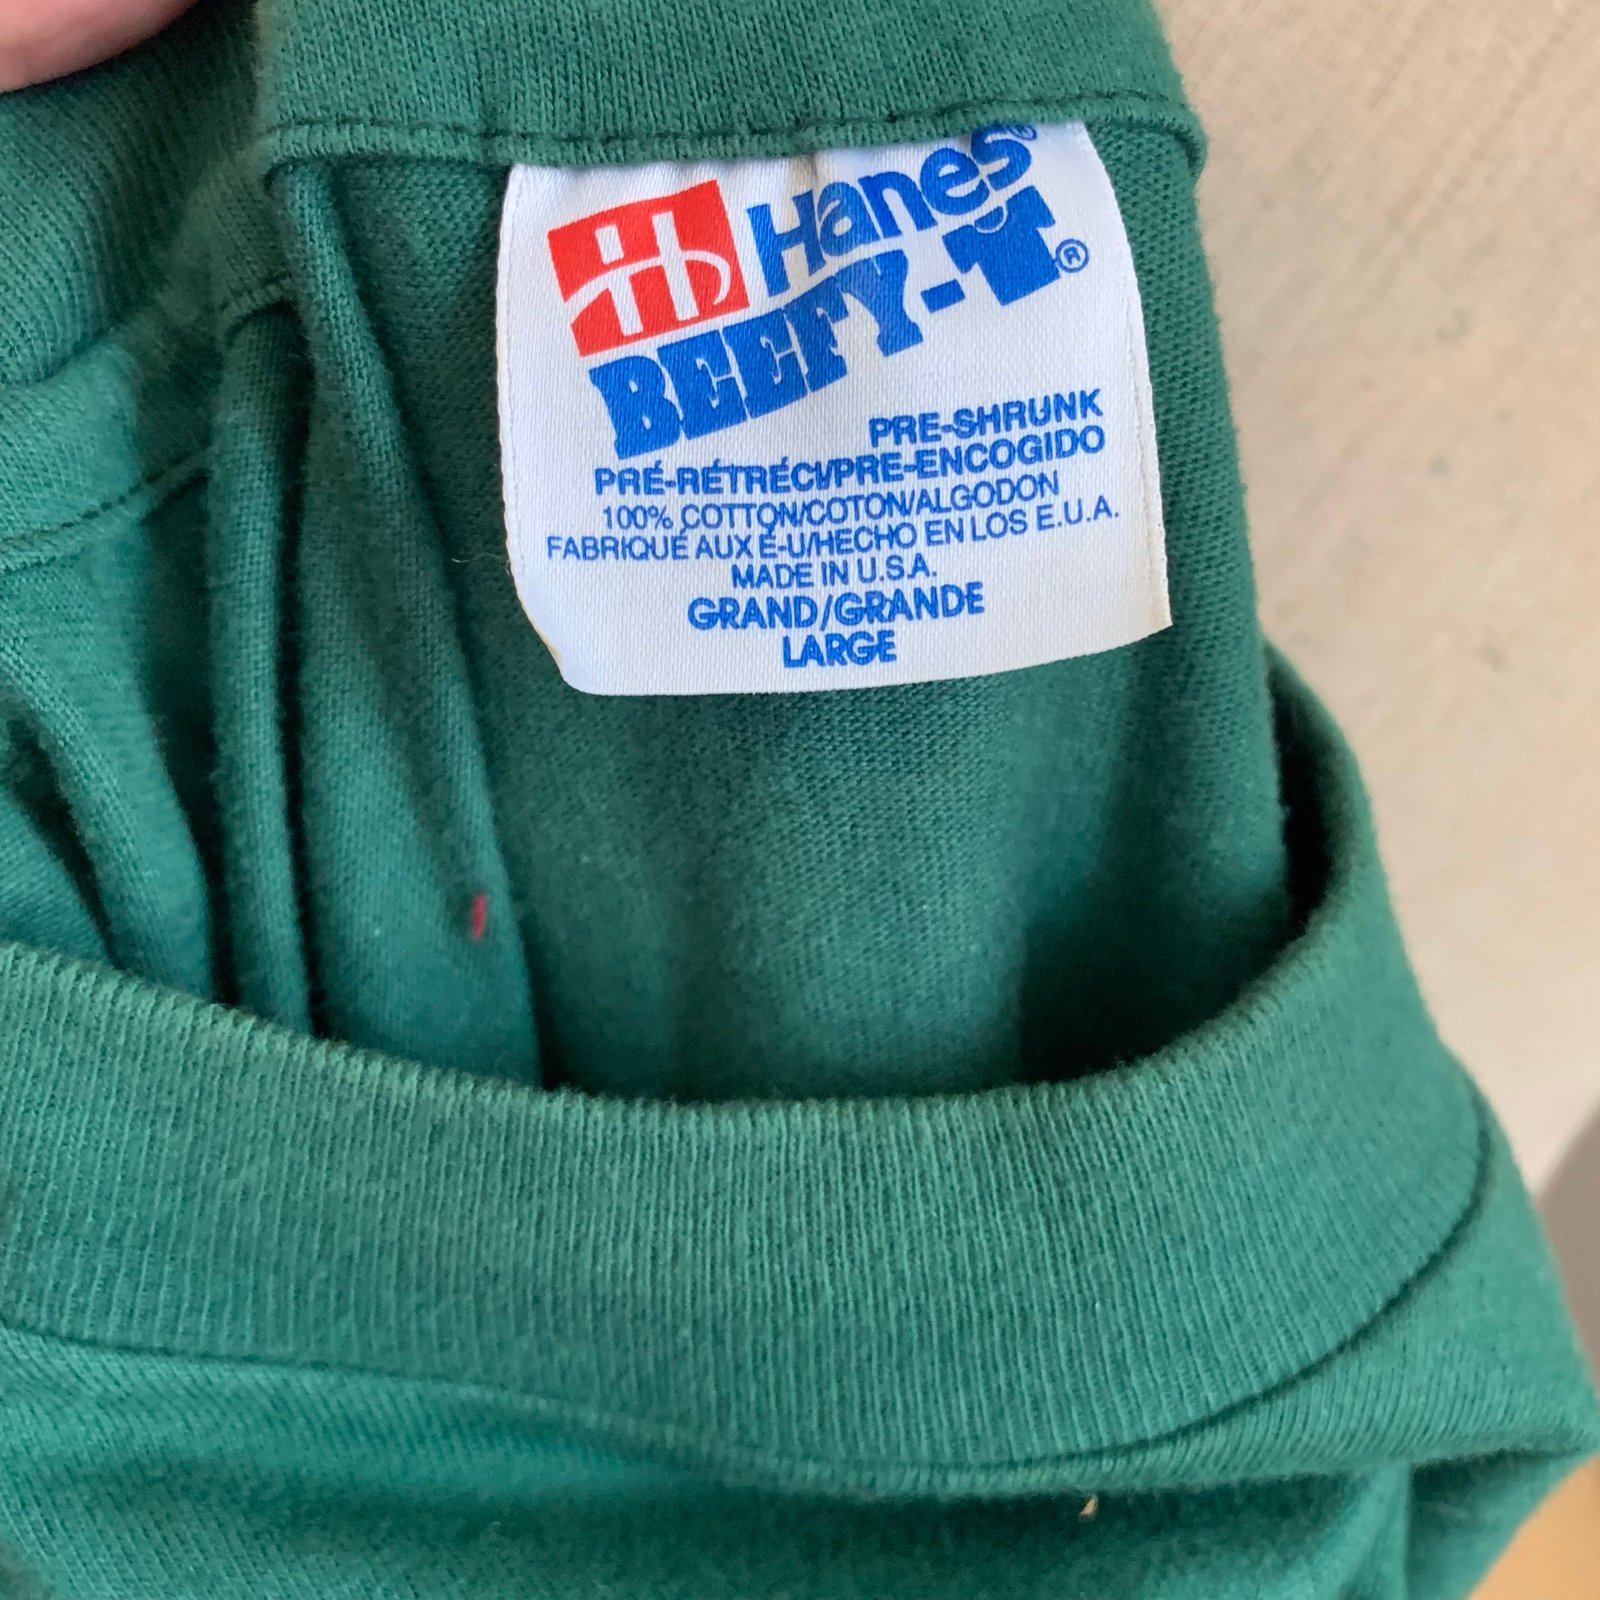 Hanes®
BEEFY-T®
PRE-SHRUNK
PRÉ-RÉTRÉCI/PRE-ENCOGIDO
100% COTTON/COTON/ALGODON
FABRIQUÉ AUX É-U/HECHO EN LOS E.U.A.
MADE IN U.S.A.
GRAND/GRANDE
LARGE